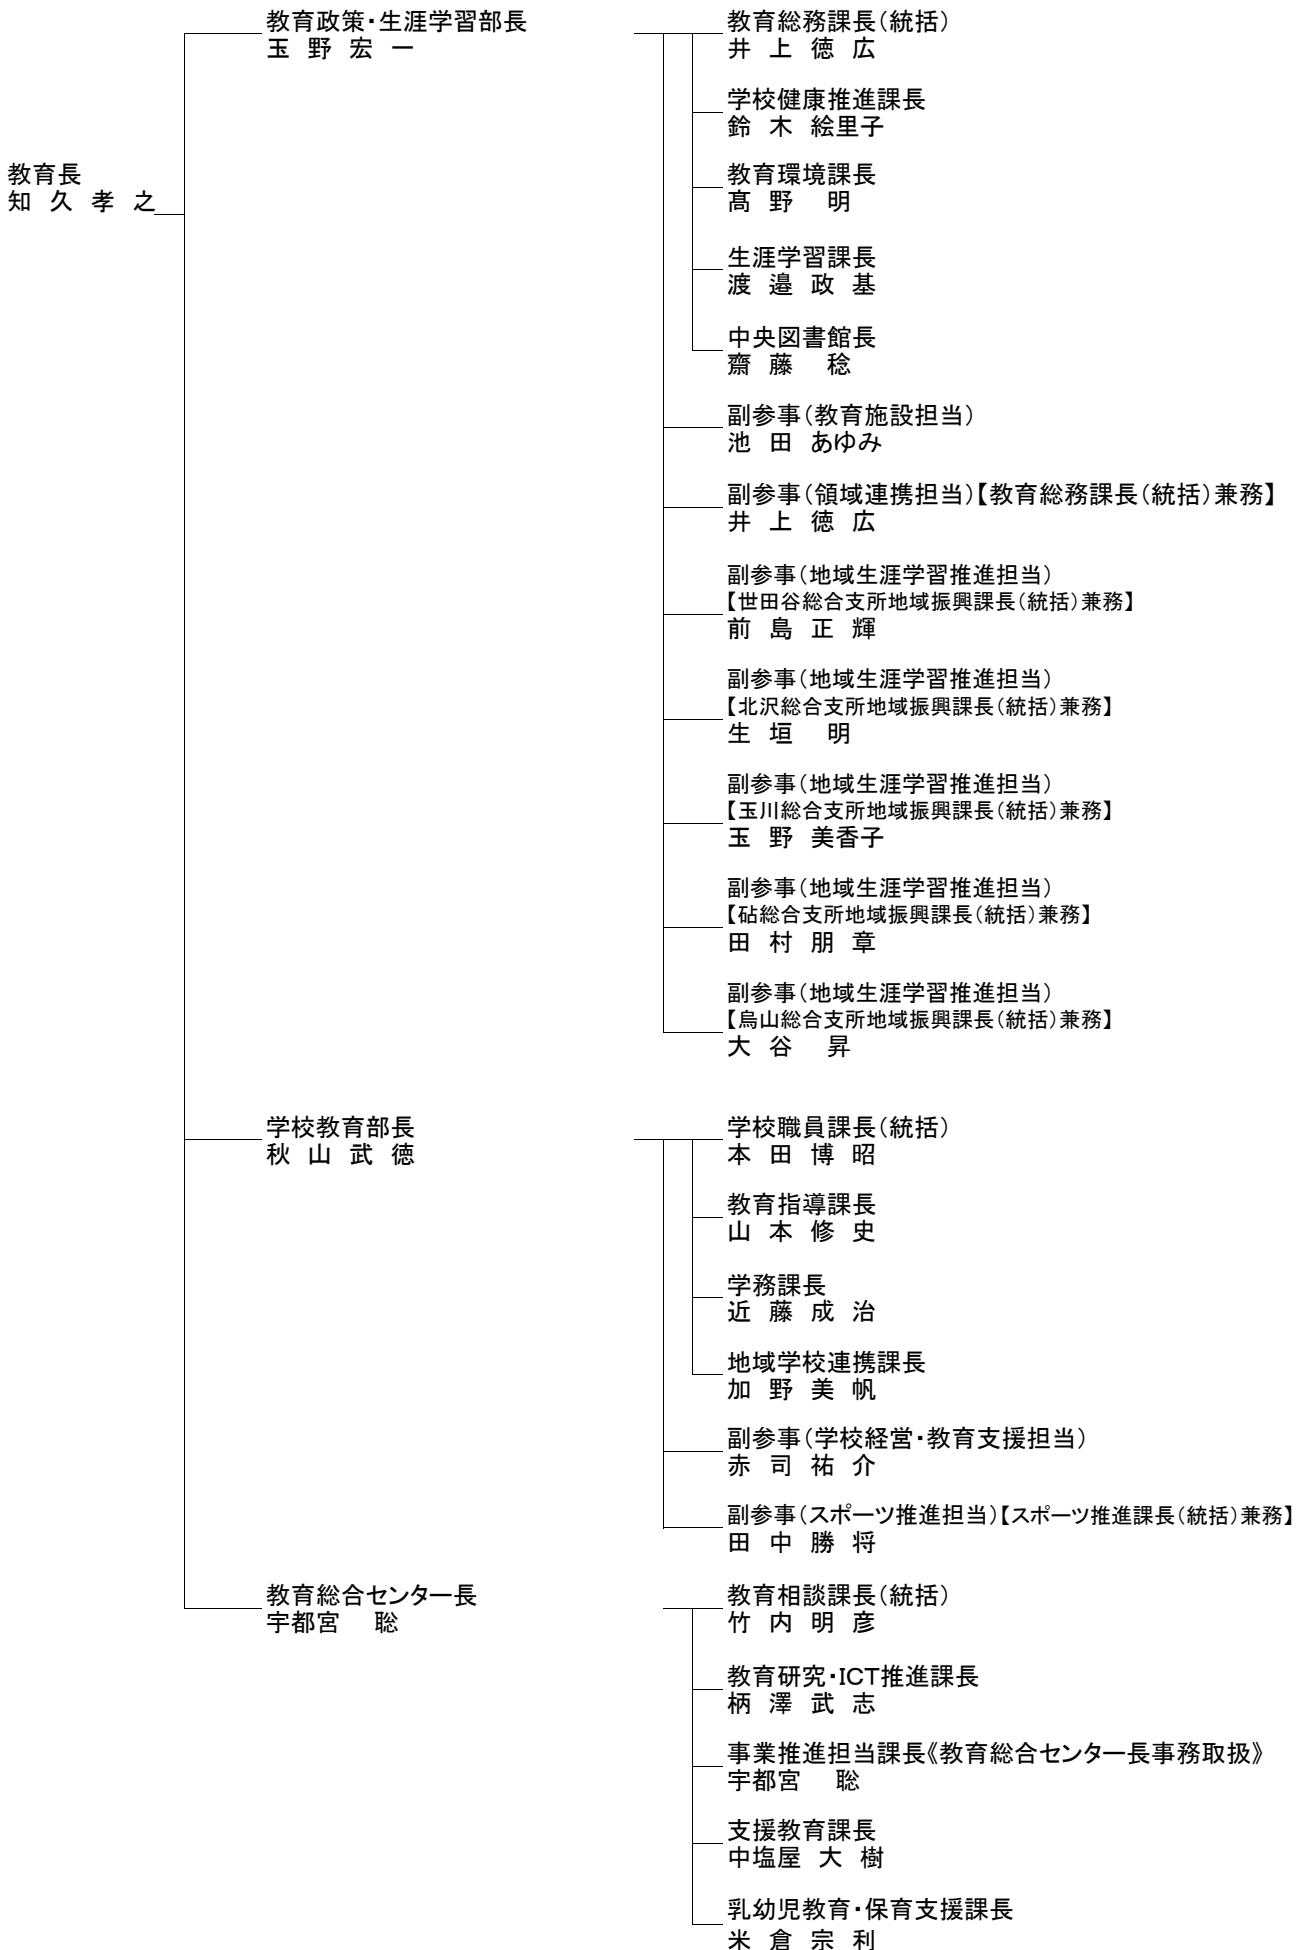 教育長
知 久 孝 之
教育政策・生涯学習部長
玉 野 宏 一
教育総務課長(統括)
井 上 徳 広
学校健康推進課長
鈴 木 絵里子
教育環境課長
髙 野 明
生涯学習課長
渡 邉 政 基
中央図書館長
齋 藤 稔
副参事(教育施設担当)
池 田 あゆみ
副参事(領域連携担当)【教育総務課長(統括)兼務】
井 上 徳 広
副参事(地域生涯学習推進担当)
【世田谷総合支所地域振興課長(統括)兼務】
前 島 正 輝
副参事(地域生涯学習推進担当)
【北沢総合支所地域振興課長(統括)兼務】
生 垣 明
副参事(地域生涯学習推進担当)
【玉川総合支所地域振興課長(統括)兼務】
玉 野 美香子
副参事(地域生涯学習推進担当)
【砧総合支所地域振興課長(統括)兼務】
田 村 朋 章
副参事(地域生涯学習推進担当)
【烏山総合支所地域振興課長(統括)兼務】
大 谷 昇
学校教育部長
秋 山 武 徳
学校職員課長(統括)
本 田 博 昭
教育指導課長
山 本 修 史
学務課長
近 藤 成 治
地域学校連携課長
加 野 美 帆
副参事(学校経営・教育支援担当)
赤 司 祐 介
副参事(スポーツ推進担当)【スポーツ推進課長(統括)兼務】
田 中 勝 将
教育総合センター長
宇都宮 聡
教育相談課長(統括)
竹 内 明 彦
教育研究・ICT推進課長
柄 澤 武 志
事業推進担当課長《教育総合センター長事務取扱》
宇都宮 聡
支援教育課長
中塩屋 大 樹
乳幼児教育・保育支援課長
米 倉 宗 利